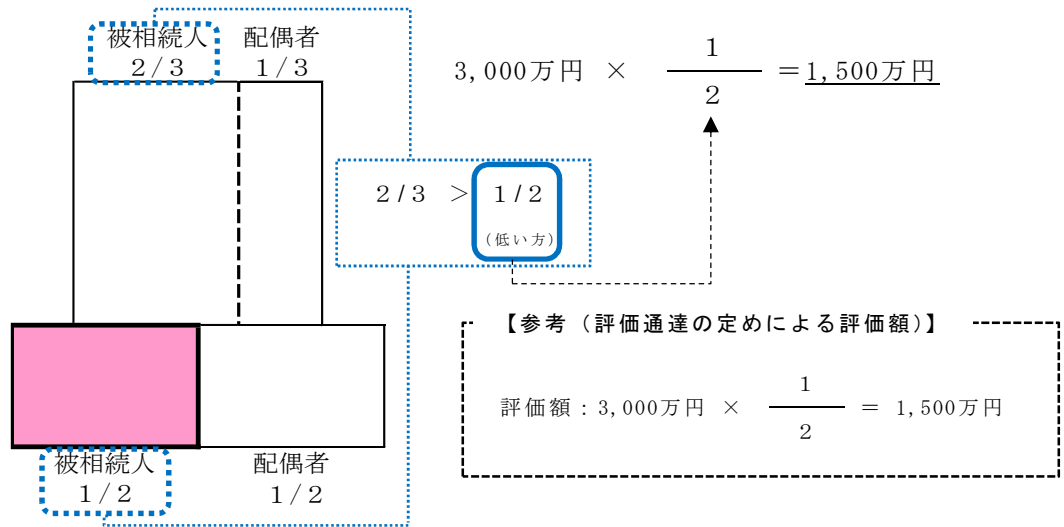 被相続人 配偶者
２/３ １/３
3,000万円 × １/２ ＝1,500万円
２/３ ＞ １/２
(低い方)
【参考（評価通達の定めによる評価額）】
評価額：3,000万円 × １/２ ＝ 1,500万円
被相続人 配偶者
１/２ １/２